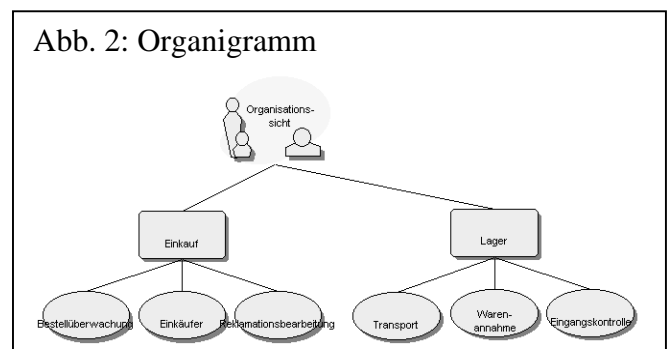 Abb. 2: Organigramm
Organisations-
sicht
Einkauf
Lager
Bestellüberwachung
Einkäufer
Reklamationsbearbeitung
Transport
Waren-
annahme
Eingangskontrolle